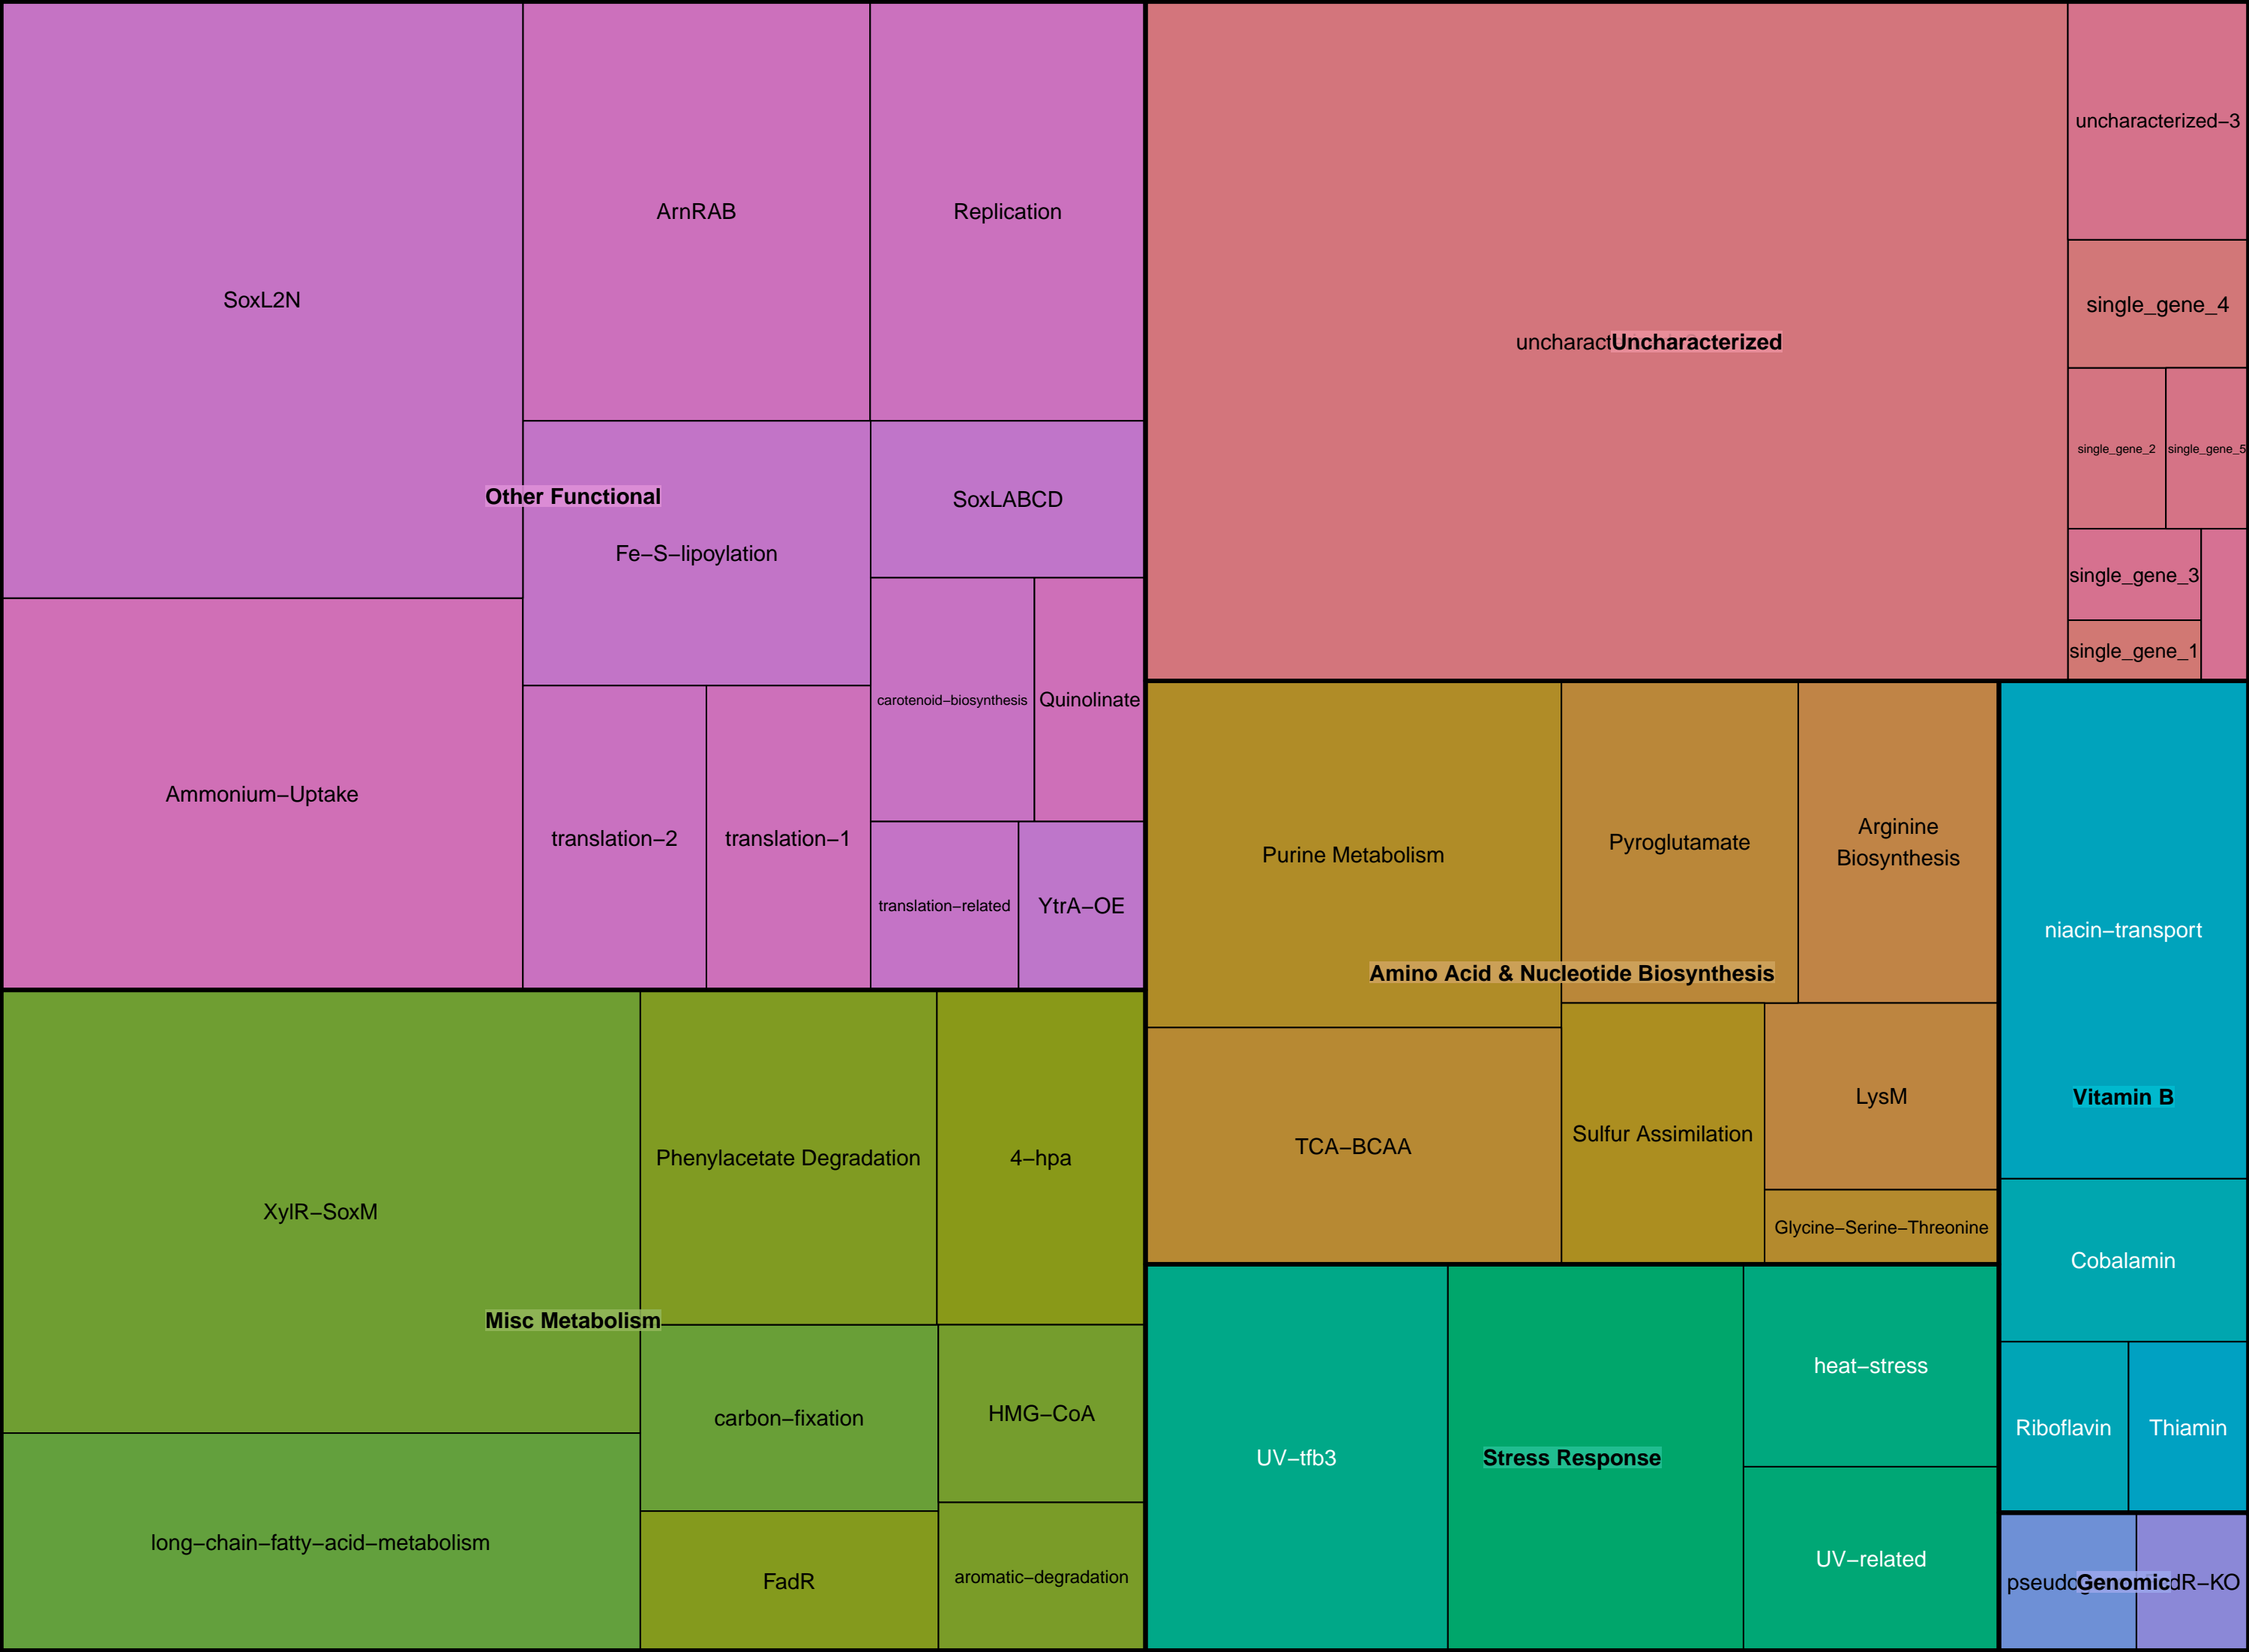 SoxL2N
ArnRAB
Replication
Other Functional
Fe−S−lipoylation
SoxLABCD
carotenoid−biosynthesis
Quinolinate
Ammonium−Uptake
translation−2
translation−1
translation−related
YtrA−OE
Uncharacterized
uncharacterized−3
single_gene_4
single_gene_2
single_gene_5
single_gene_3
single_gene_1
Purine Metabolism
Pyroglutamate
Arginine
Biosynthesis
Amino Acid & Nucleotide Biosynthesis
TCA−BCAA
Sulfur Assimilation
LysM
Glycine−Serine−Threonine
niacin−transport
Vitamin B
Cobalamin
Riboflavin
Thiamin
XylR−SoxM
Phenylacetate Degradation
4−hpa
Misc Metabolism
carbon−fixation
HMG−CoA
long−chain−fatty−acid−metabolism
FadR
aromatic−degradation
UV−tfb3
Stress Response
heat−stress
UV−related
Genomic